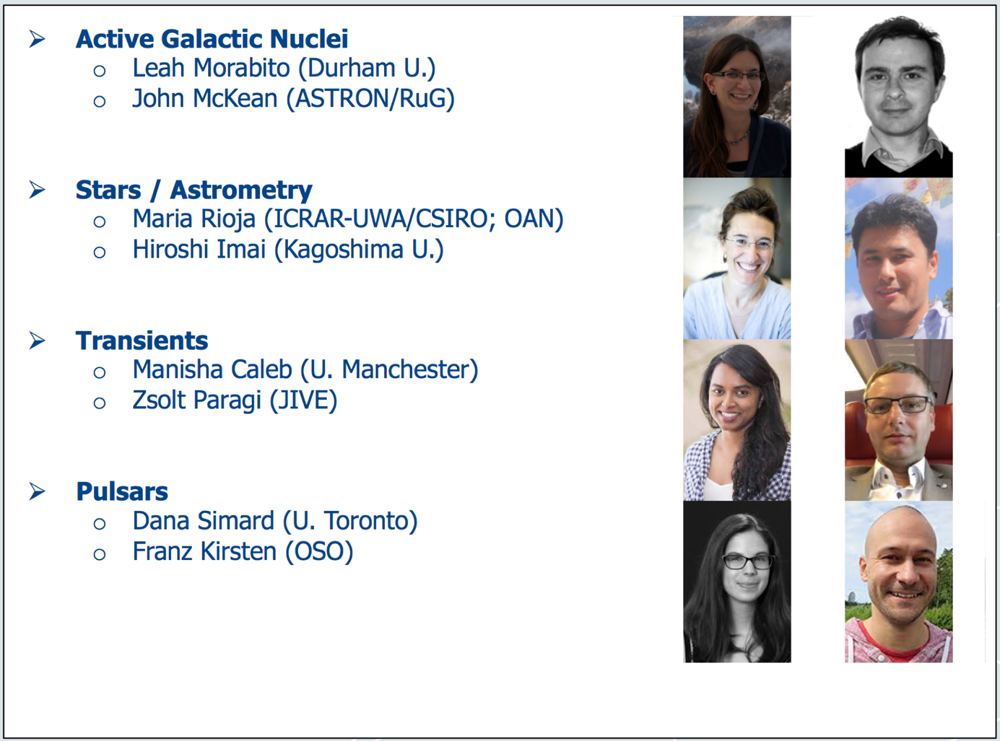 Active Galactic Nuclei
Leah Morabito (Durham U.)
John McKean (ASTRON/RuG)
Stars / Astrometry
Maria Rioja (ICRAR-UWA/CSIRO; OAN)
Hiroshi Imai (Kagoshima U.)
Transients
Manisha Caleb (U. Manchester)
Zsolt Paragi (JIVE)
Pulsars
Dana Simard (U. Toronto)
Franz Kirsten (OSO)